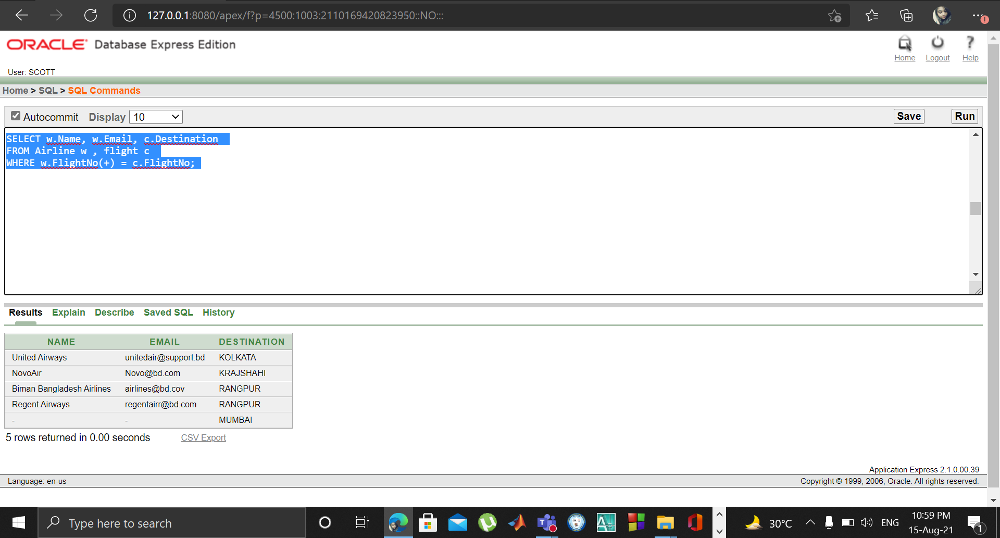 127.0.0.1:8080/apex/f?p=4500:1003:2110169420823950::NO:::
ORACLE Database Express Edition
Home Logout Help
User: SCOTT
Home > SQL > SQL Commands
Autocommit Display 10 Save Run
SELECT w.Name, w.Email, c.Destination
FROM Airline w , flight c
WHERE w.FlightNo(+) = c.FlightNo;
Results Explain Describe Saved SQL History
NAME EMAIL DESTINATION
United Airways unitedair@support.bd KOLKATA
NovoAir Novo@bd.com KRAJSHAHI
Biman Bangladesh Airlines airlines@bd.cov RANGPUR
Regent Airways regentairr@bd.com RANGPUR
- - MUMBAI
5 rows returned in 0.00 seconds CSV Export
Application Express 2.1.0.00.39
Language: en-us Copyright © 1999, 2006, Oracle. All rights reserved.
Type here to search 30°C ENG 10:59 PM
15-Aug-21 1